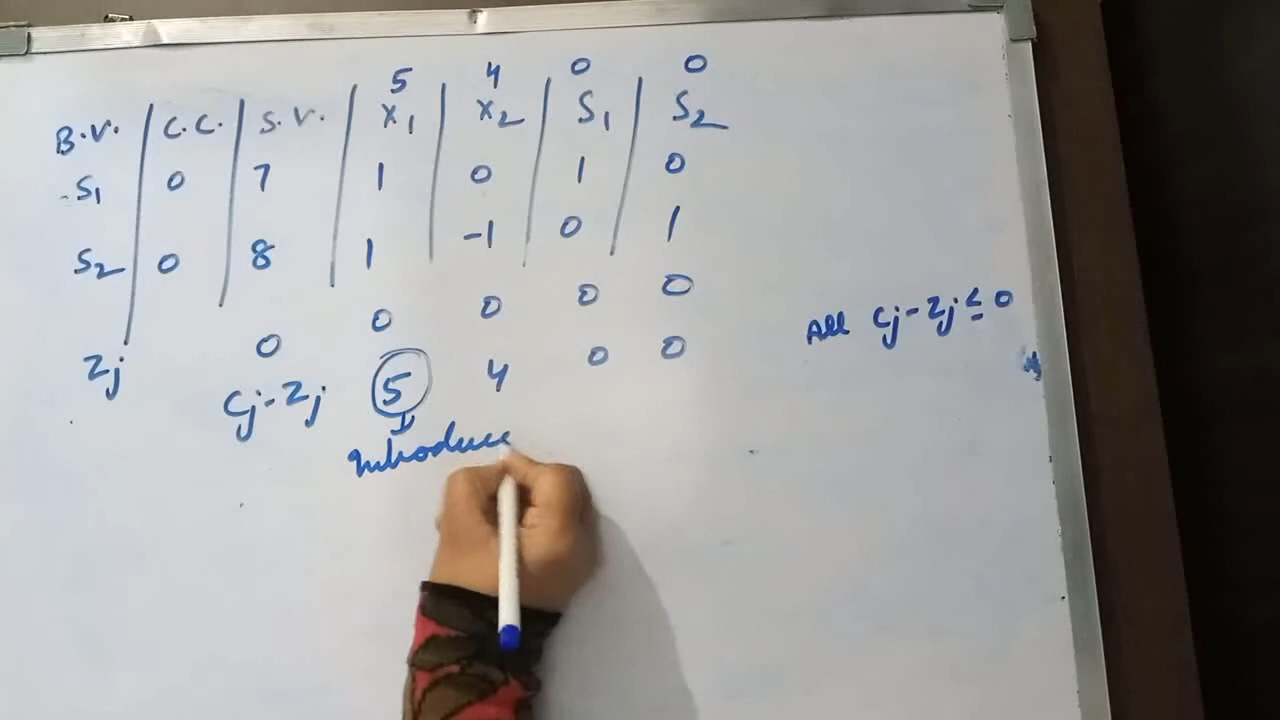 5 4 0 0
B.V. C.C. S.V. X₁ X₂ S₁ S₂
S₁ 0 7 1 0 1 0
S₂ 0 8 1 -1 0 1
Zj 0 0 0 0 0
Cj-Zj 5 4 0 0
All Cj-Zj ≤ 0
Introduce